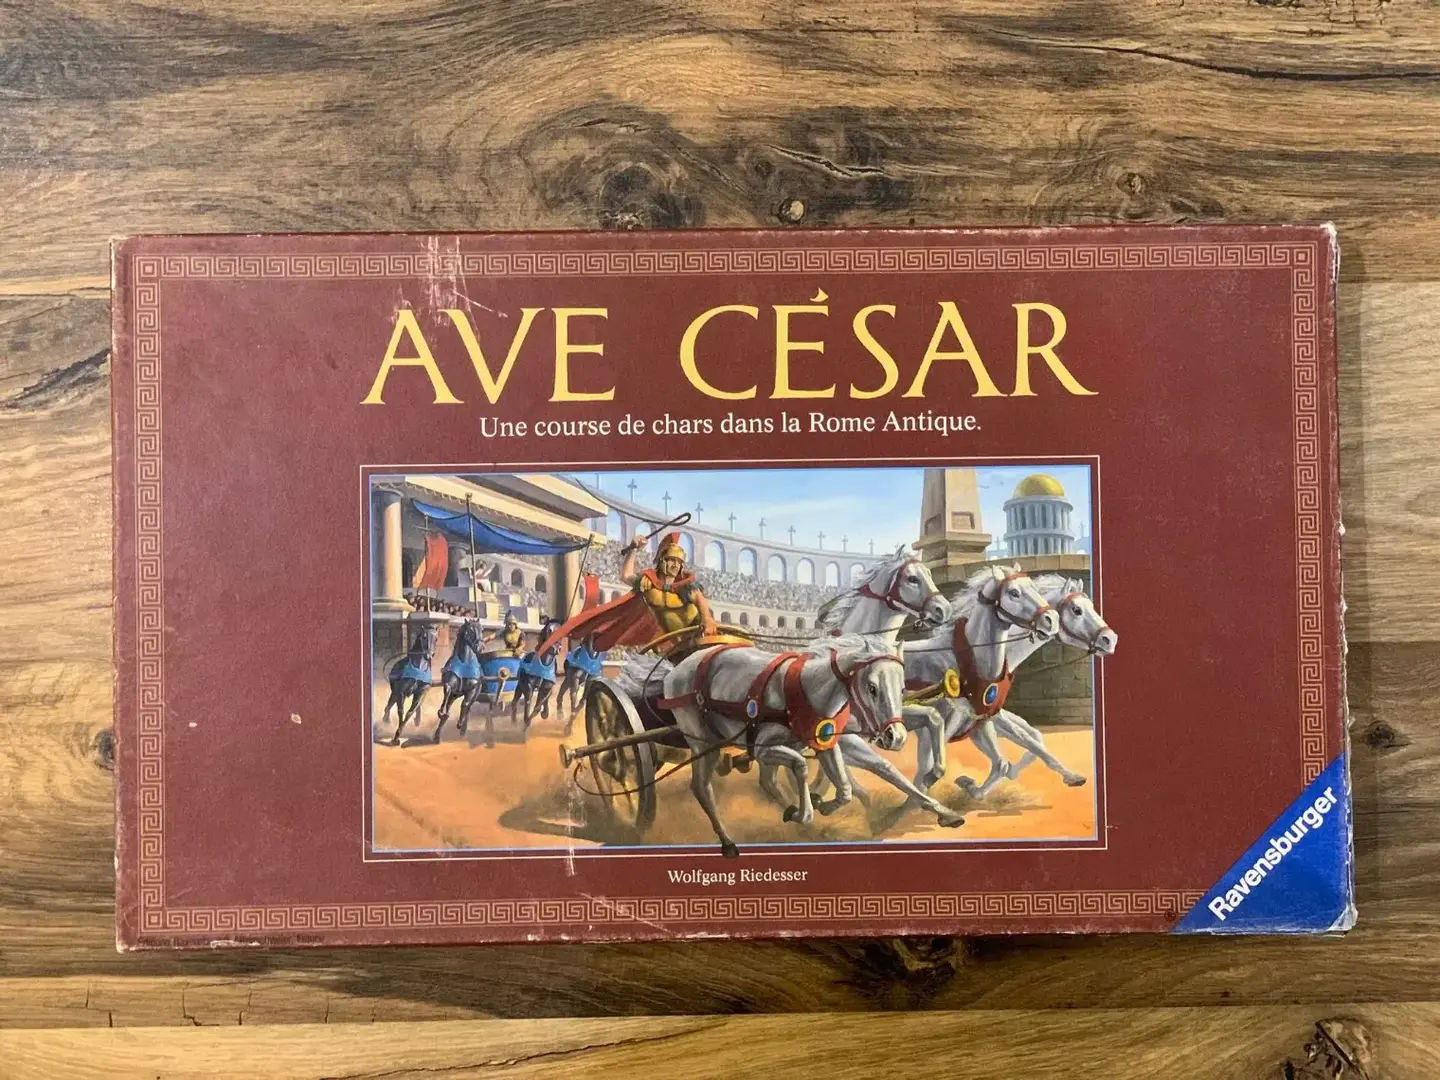 AVE CÉSAR
Une course de chars dans la Rome Antique.
Wolfgang Riedesser
Ravensburger
®